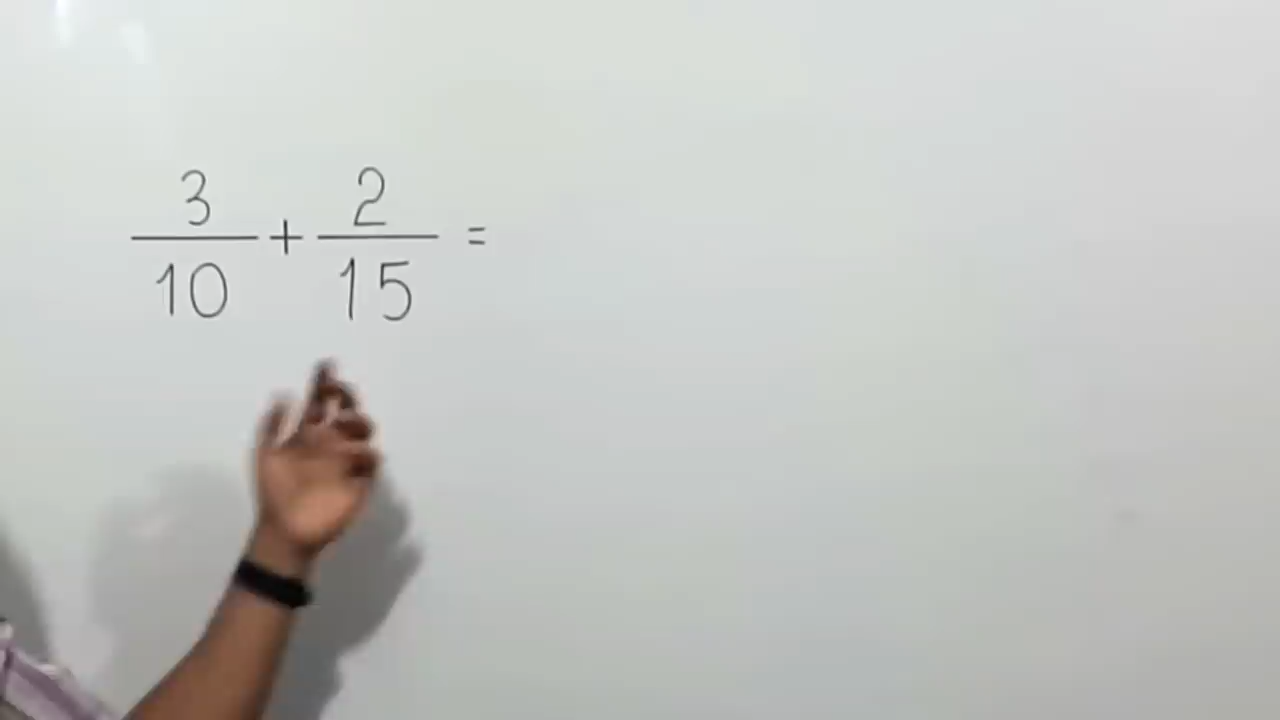 3/10 + 2/15 =